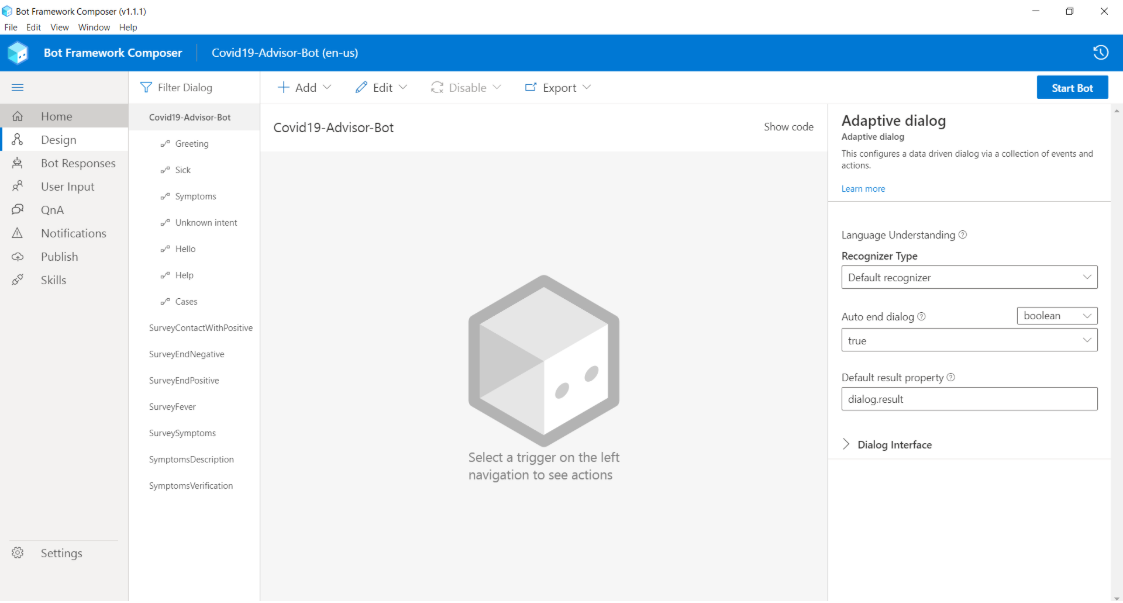 Bot Framework Composer (v1.1.1)
File Edit View Window Help
Bot Framework Composer Covid19-Advisor-Bot (en-us)
Filter Dialog
Add Edit Disable Export
Start Bot
Home
Design
Bot Responses
User Input
QnA
Notifications
Publish
Skills
Settings
Covid19-Advisor-Bot
Greeting
Sick
Symptoms
Unknown intent
Hello
Help
Cases
SurveyContactWithPositive
SurveyEndNegative
SurveyEndPositive
SurveyFever
SurveySymptoms
SymptomsDescription
SymptomsVerification
Covid19-Advisor-Bot
Show code
Select a trigger on the left
navigation to see actions
Adaptive dialog
Adaptive dialog
This configures a data driven dialog via a collection of events and
actions.
Learn more
Language Understanding
Recognizer Type
Default recognizer
Auto end dialog boolean
true
Default result property
dialog.result
Dialog Interface